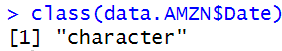 > class(data.AMZN$Date)
[1] "character"